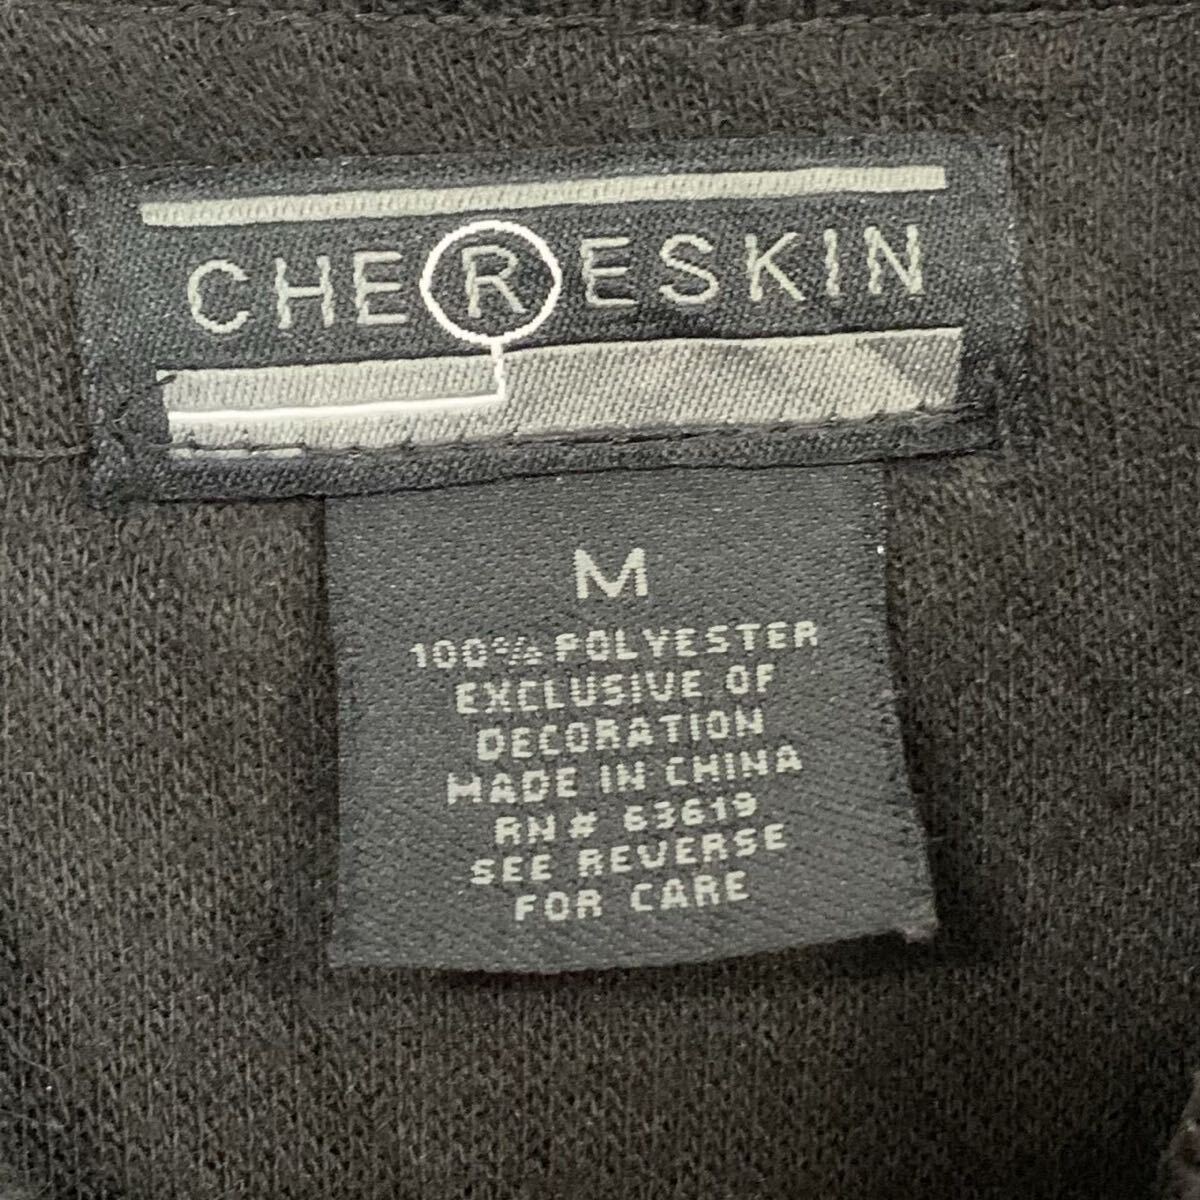 CHERESKIN
M
100% POLYESTER
EXCLUSIVE OF
DECORATION
MADE IN CHINA
RN# 63619
SEE REVERSE
FOR CARE